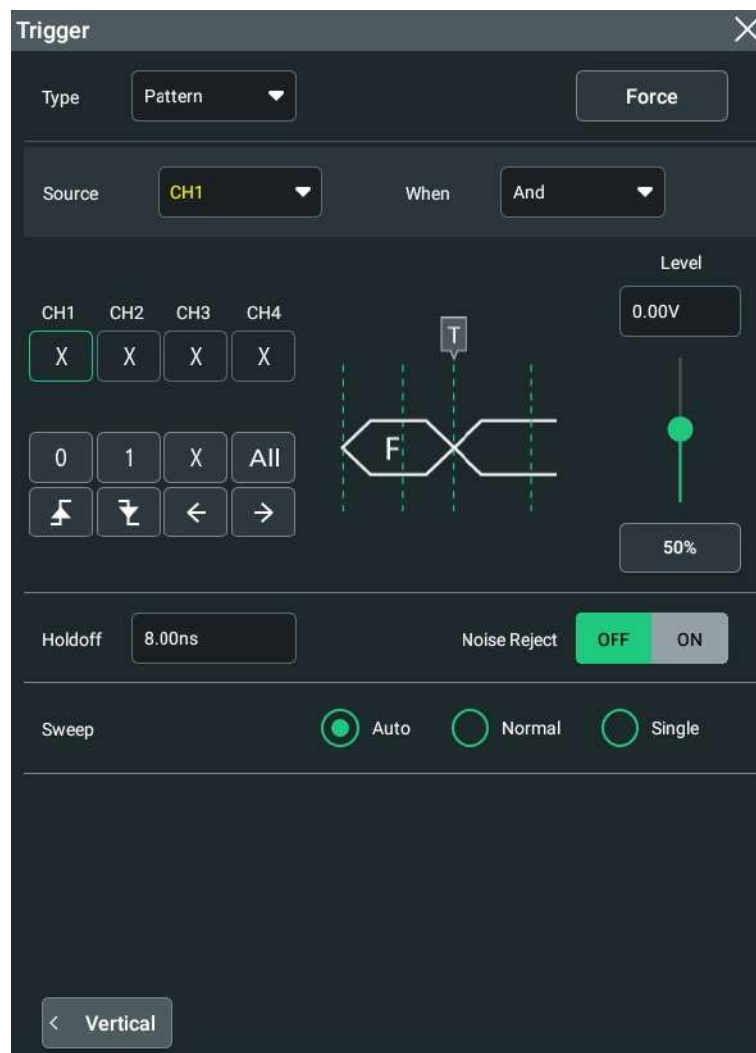 Trigger
Type Pattern Force
Source CH1 When And
Level
0.00V
CH1 CH2 CH3 CH4
X X X X
T
F
0 1 X All
50%
Holdoff 8.00ns Noise Reject OFF ON
Sweep Auto Normal Single
Vertical